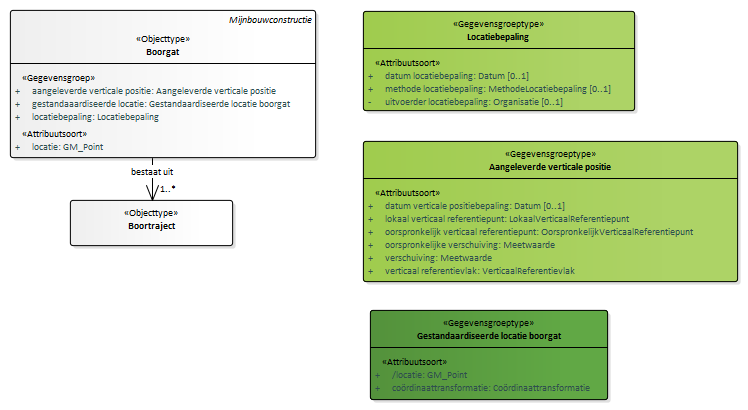 Mijnbouwconstructie
«Objecttype»
Boorgat
«Gegevensgroep»
+ aangeleverde verticale positie: Aangeleverde verticale positie
+ gestandaaardiseerde locatie: Gestandaardiseerde locatie boorgat
+ locatiebepaling: Locatiebepaling
«Attribuutsoort»
+ locatie: GM_Point
bestaat uit
1..*
«Objecttype»
Boortraject
«Gegevensgroeptype»
Locatiebepaling
«Attribuutsoort»
+ datum locatiebepaling: Datum [0..1]
+ methode locatiebepaling: MethodeLocatiebepaling [0..1]
- uitvoerder locatiebepaling: Organisatie [0..1]
«Gegevensgroeptype»
Aangeleverde verticale positie
«Attribuutsoort»
+ datum verticale positiebepaling: Datum [0..1]
+ lokaal verticaal referentiepunt: LokaalVerticaalReferentiepunt
+ oorspronkelijk verticaal referentiepunt: OorspronkelijkVerticaalReferentiepunt
+ oorspronkelijke verschuiving: Meetwaarde
+ verschuiving: Meetwaarde
+ verticaal referentievlak: VerticaalReferentievlak
«Gegevensgroeptype»
Gestandaardiseerde locatie boorgat
«Attribuutsoort»
+ /locatie: GM_Point
+ coördinaattransformatie: Coördinaattransformatie